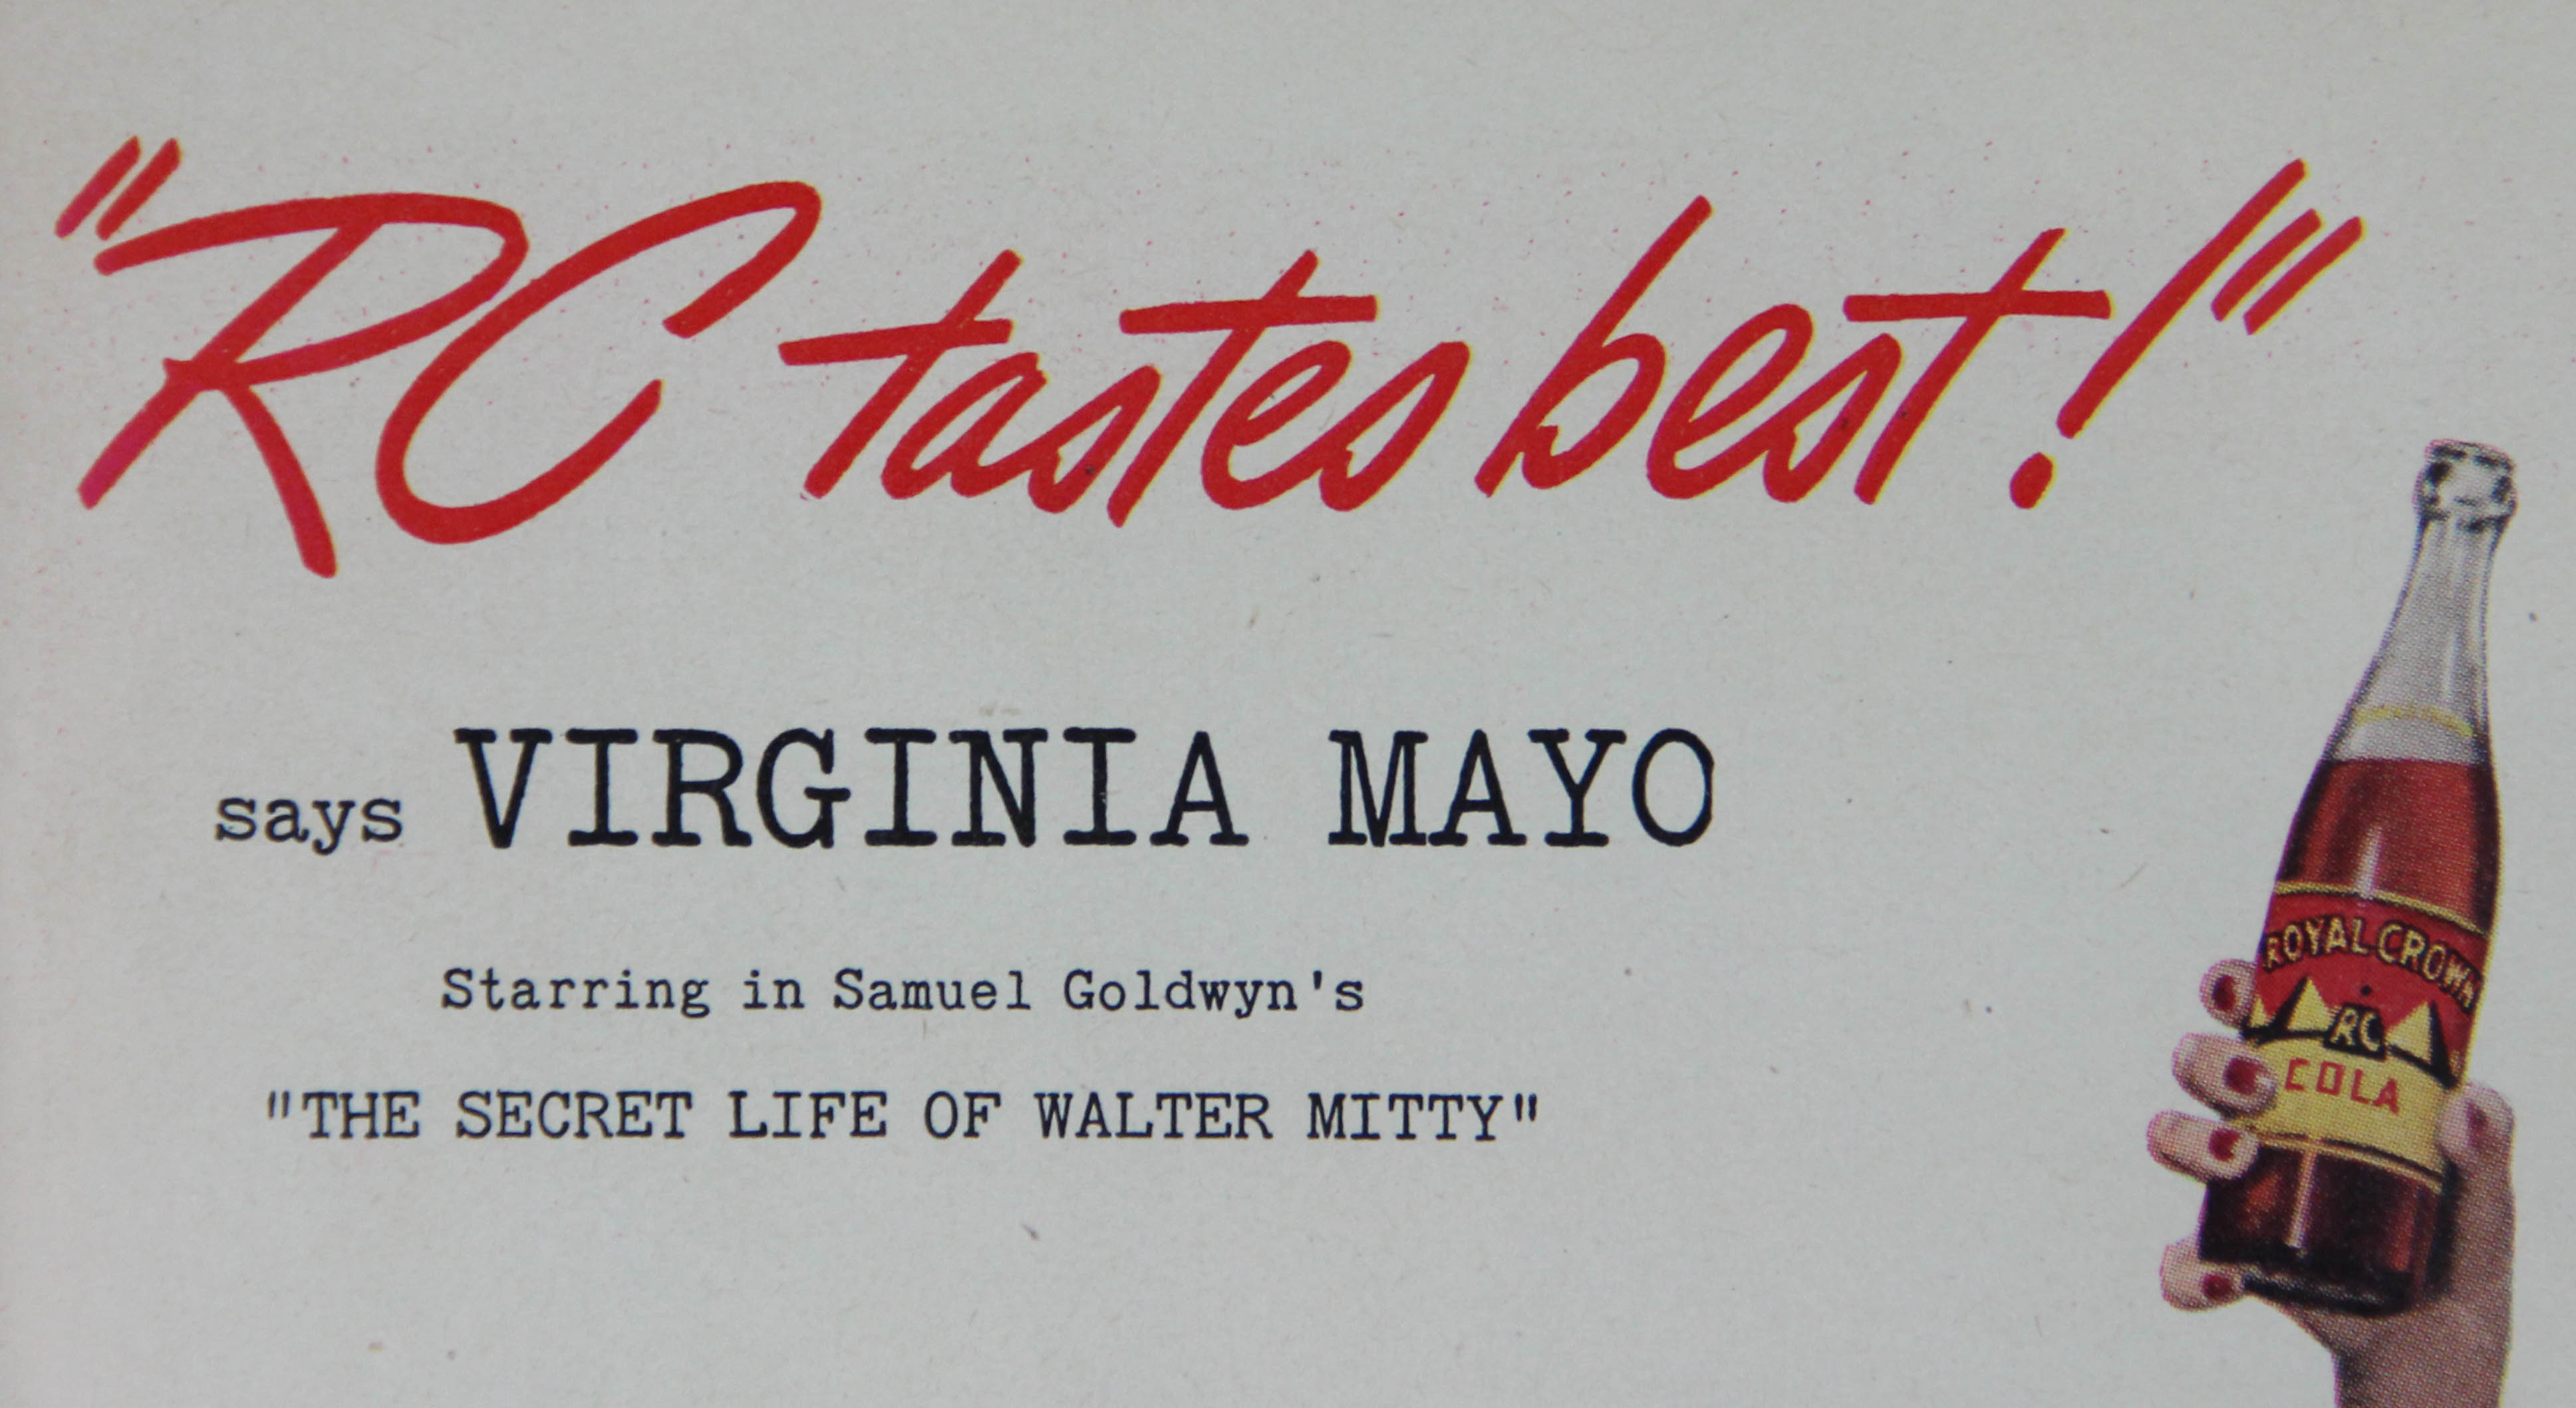 "RC tastes best!"
says VIRGINIA MAYO
Starring in Samuel Goldwyn's
"THE SECRET LIFE OF WALTER MITTY"
ROYAL CROWN
RC
COLA